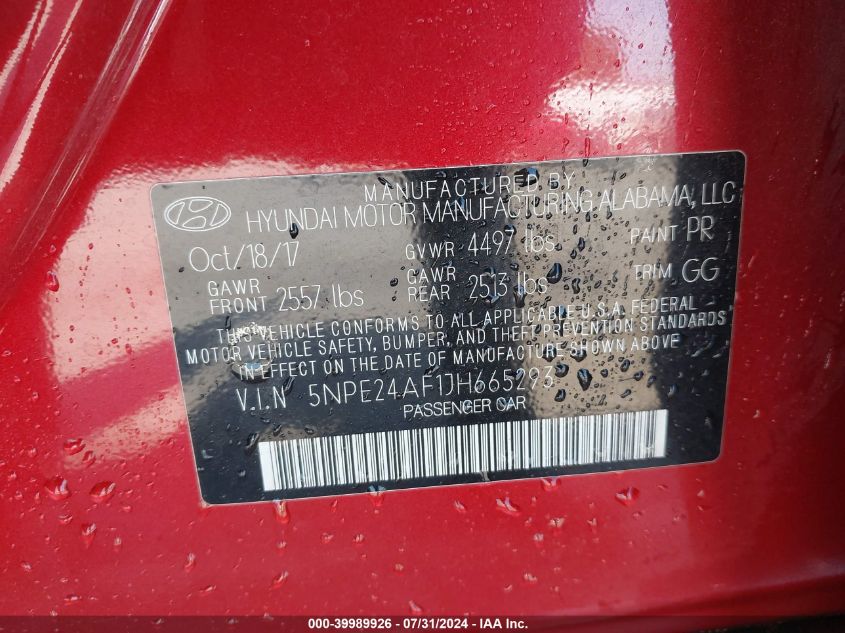 MANUFACTURED BY
HYUNDAI MOTOR MANUFACTURING ALABAMA, LLC
Oct/18/17 GVWR 4497 lbs PAINT PR
GAWR FRONT 2557 lbs GAWR REAR 2513 lbs TRIM GG
THIS VEHICLE CONFORMS TO ALL APPLICABLE U.S.A. FEDERAL
MOTOR VEHICLE SAFETY, BUMPER, AND THEFT PREVENTION STANDARDS
IN EFFECT ON THE DATE OF MANUFACTURE SHOWN ABOVE
V.I.N 5NPE24AF1JH665293
PASSENGER CAR
000-39989926 - 07/31/2024 - IAA Inc.